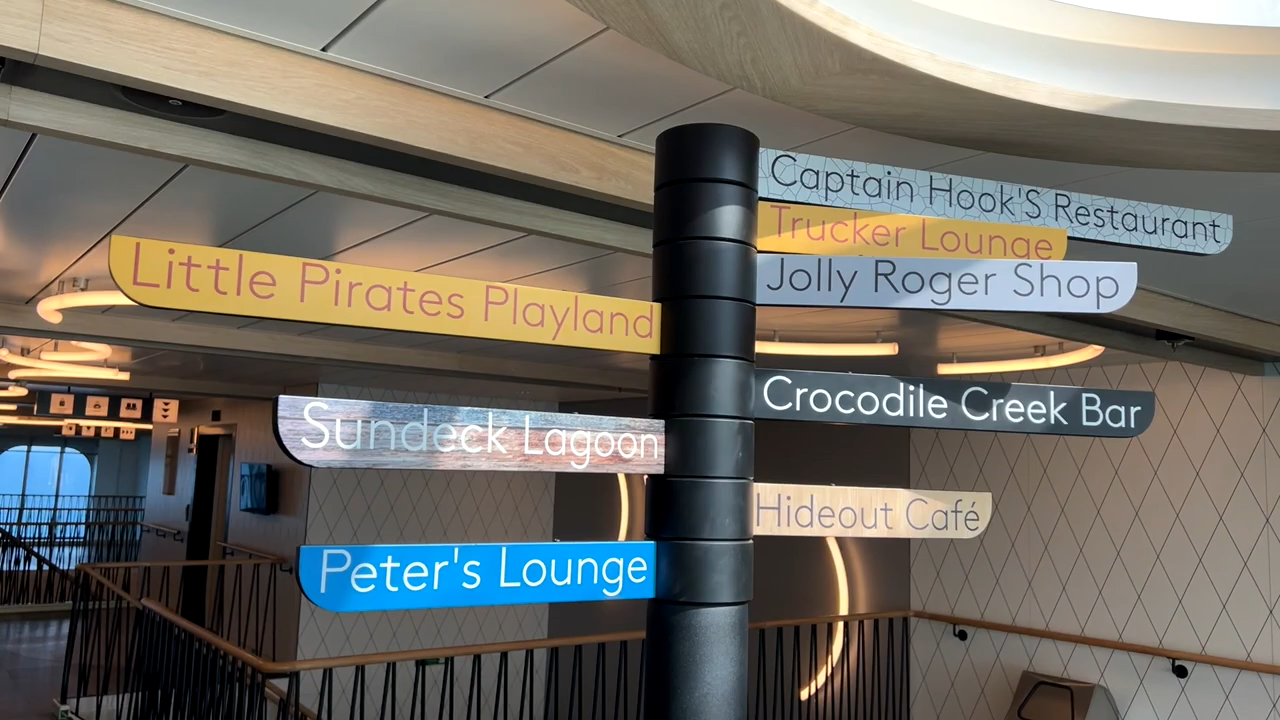 Captain Hook'S Restaurant
Trucker Lounge
Jolly Roger Shop
Little Pirates Playland
Crocodile Creek Bar
Sundeck Lagoon
Hideout Café
Peter's Lounge